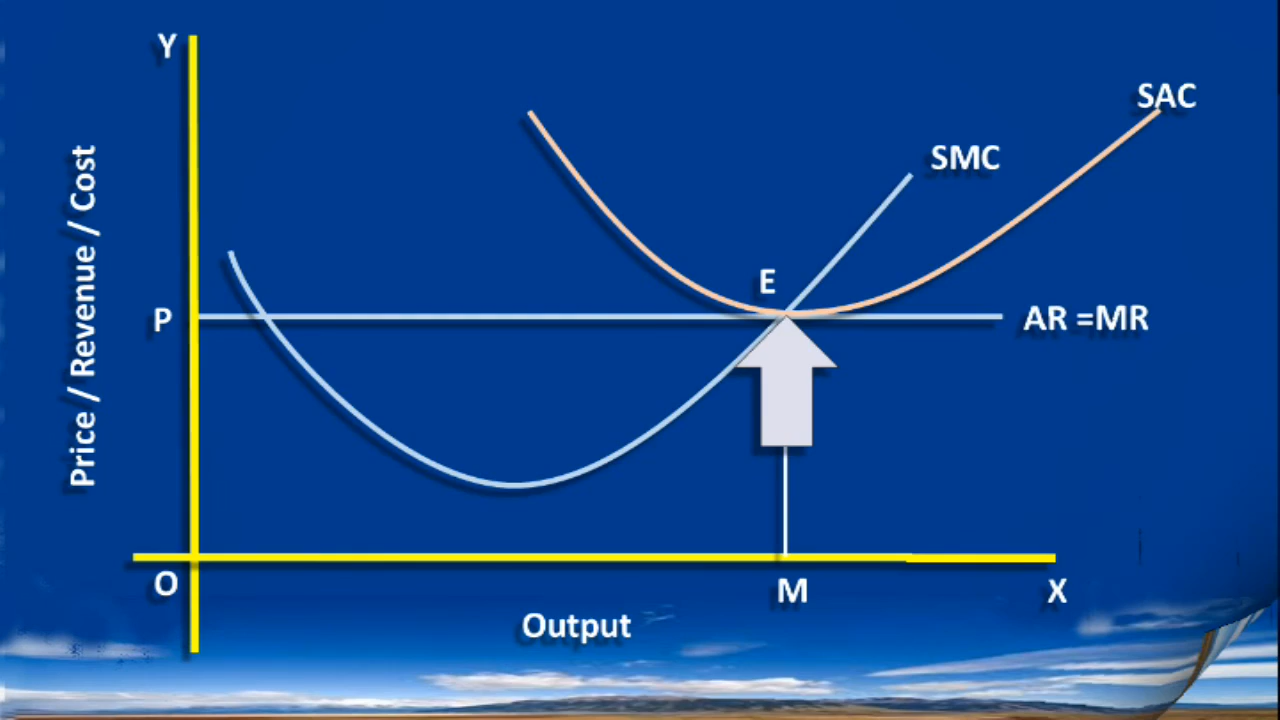 Y
SAC
SMC
Price / Revenue / Cost
E
P
AR =MR
O
M
X
Output